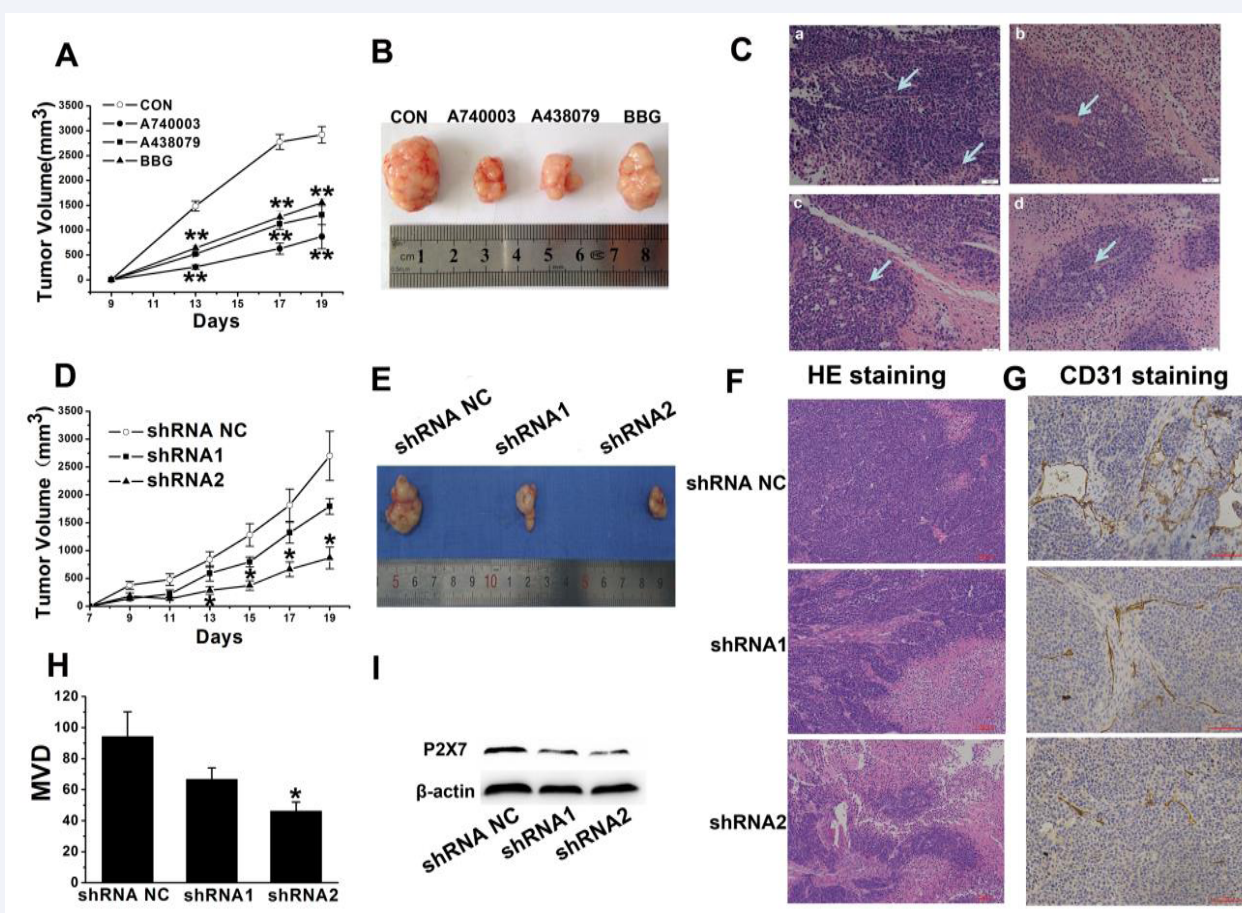 A
Tumor Volume(mm3)
3500
3000
2500
2000
1500
1000
500
0
CON
A740003
A438079
BBG
** ** **
** ** **
9 11 13 15 17 19
Days
B
CON A740003 A438079 BBG
cm 1 2 3 4 5 6 7 8
C
a
b
c
d
D
Tumor Volume (mm3)
3500
3000
2500
2000
1500
1000
500
0
shRNA NC
shRNA1
shRNA2
* * * *
7 9 11 13 15 17 19
Days
E
shRNA NC shRNA1 shRNA2
5 6 7 8 9 10 1 2 3 4 5 6 7 8 9
F
HE staining
shRNA NC
shRNA1
shRNA2
G
CD31 staining
H
MVD
120
100
80
60
40
20
0
*
shRNA NC shRNA1 shRNA2
I
P2X7
β-actin
shRNA NC shRNA1 shRNA2